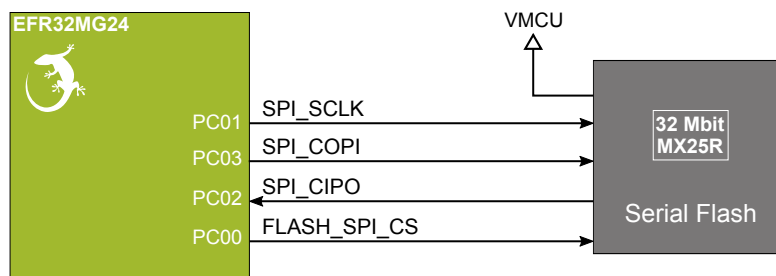 EFR32MG24
VMCU
PC01
SPI_SCLK
32 Mbit
MX25R
PC03
SPI_COPI
PC02
SPI_CIPO
Serial Flash
PC00
FLASH_SPI_CS